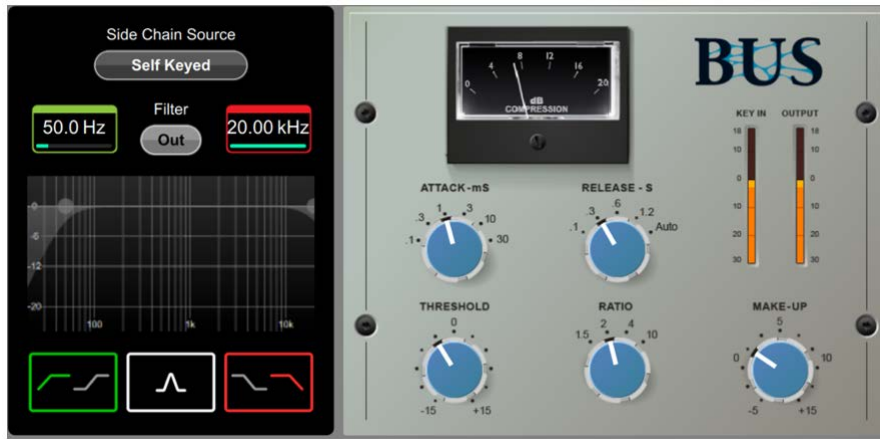 Side Chain Source
Self Keyed
50.0 Hz
Filter
Out
20.00 kHz
0
-6
-12
-20
100
1k
10k
0
4
8
12
16
20
dB
COMPRESSION
BUS
KEY IN
OUTPUT
18
10
0
10
20
30
18
10
0
10
20
30
ATTACK-mS
.1
.3
1
3
10
30
RELEASE - S
.1
.3
.6
1.2
Auto
THRESHOLD
0
-15
+15
RATIO
1.5
2
4
10
MAKE-UP
5
0
10
-5
+15